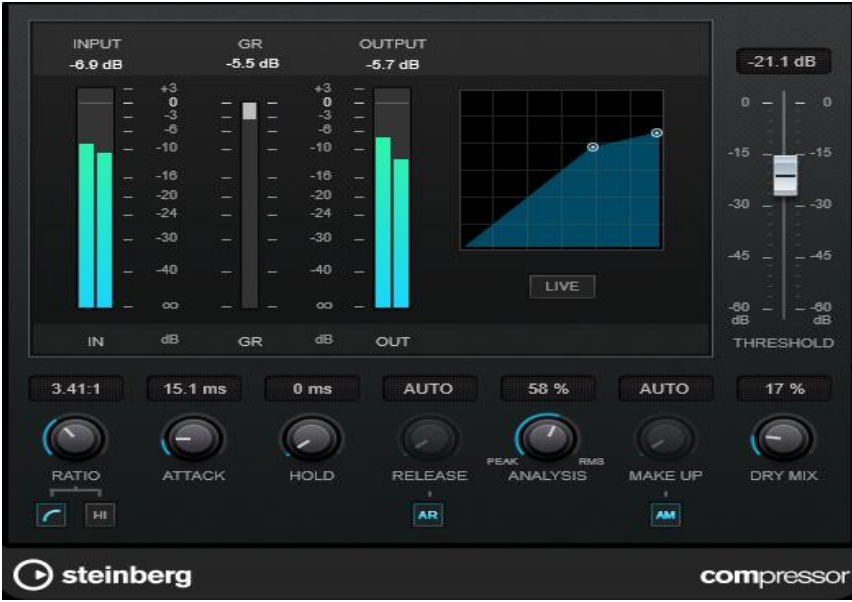 INPUT GR OUTPUT
-6.9 dB -5.5 dB -5.7 dB
-21.1 dB
+3 +3
0 0 0 0
-3 -3
-6 -6
-10 -10
-15 -15
-16 -16
-20 -20
-24 -24
-30 -30
-30 -30
-40 -40
-45 -45
LIVE
∞ ∞
-60 -60
dB dB
IN dB GR dB OUT
THRESHOLD
3.41:1 15.1 ms 0 ms AUTO 58 % AUTO 17 %
PEAK RMS
RATIO ATTACK HOLD RELEASE ANALYSIS MAKE UP DRY MIX
HI AR AM
steinberg compressor